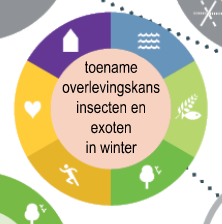 toename
overlevingskans
insecten en
exoten
in winter